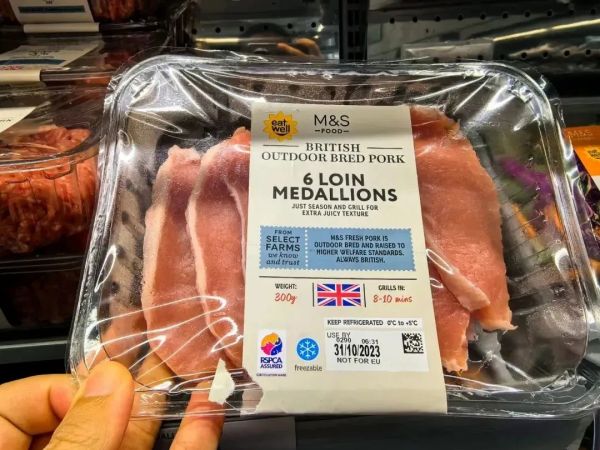 eat
well
M&S
FOOD
BRITISH
OUTDOOR BRED PORK
6 LOIN
MEDALLIONS
JUST SEASON AND GRILL FOR
EXTRA JUICY TEXTURE
FROM
SELECT
FARMS
we know
and trust
M&S FRESH PORK IS
OUTDOOR BRED AND RAISED TO
HIGHER WELFARE STANDARDS.
ALWAYS BRITISH.
WEIGHT:
300g
GRILLS IN:
8-10 mins
KEEP REFRIGERATED 0°C to +5°C
USE BY
0290 06:31
31/10/2023
NOT FOR EU
RSPCA
ASSURED
freezable
M&S